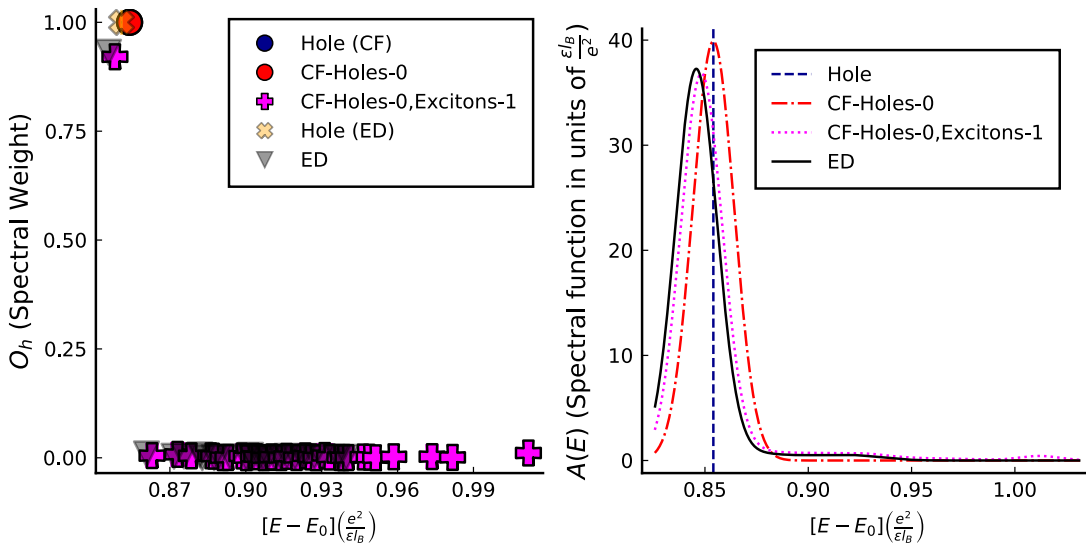 O_h (Spectral Weight)
1.00
0.75
0.50
0.25
0.00
Hole (CF)
CF-Holes-0
CF-Holes-0,Excitons-1
Hole (ED)
ED
0.87 0.90 0.93 0.96 0.99
[E − E_0](e^2/εl_B)
A(E) (Spectral function in units of εl_B/e^2)
40
30
20
10
0
Hole
CF-Holes-0
CF-Holes-0,Excitons-1
ED
0.85 0.90 0.95 1.00
[E − E_0](e^2/εl_B)